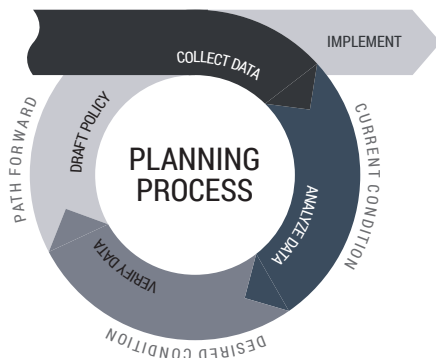 COLLECT DATA
IMPLEMENT
ANALYZE DATA
CURRENT CONDITION
VERIFY DATA
DESIRED CONDITION
DRAFT POLICY
PATH FORWARD
PLANNING
PROCESS